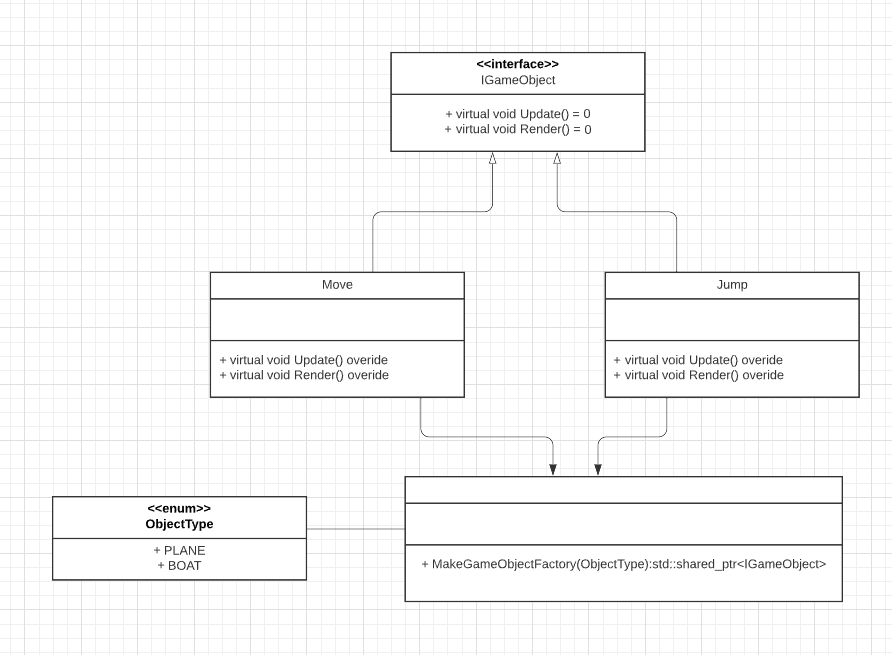 <<interface>>
IGameObject
+ virtual void Update() = 0
+ virtual void Render() = 0
Move
+ virtual void Update() overide
+ virtual void Render() overide
Jump
+ virtual void Update() overide
+ virtual void Render() overide
<<enum>>
ObjectType
+ PLANE
+ BOAT
+ MakeGameObjectFactory(ObjectType):std::shared_ptr<IGameObject>